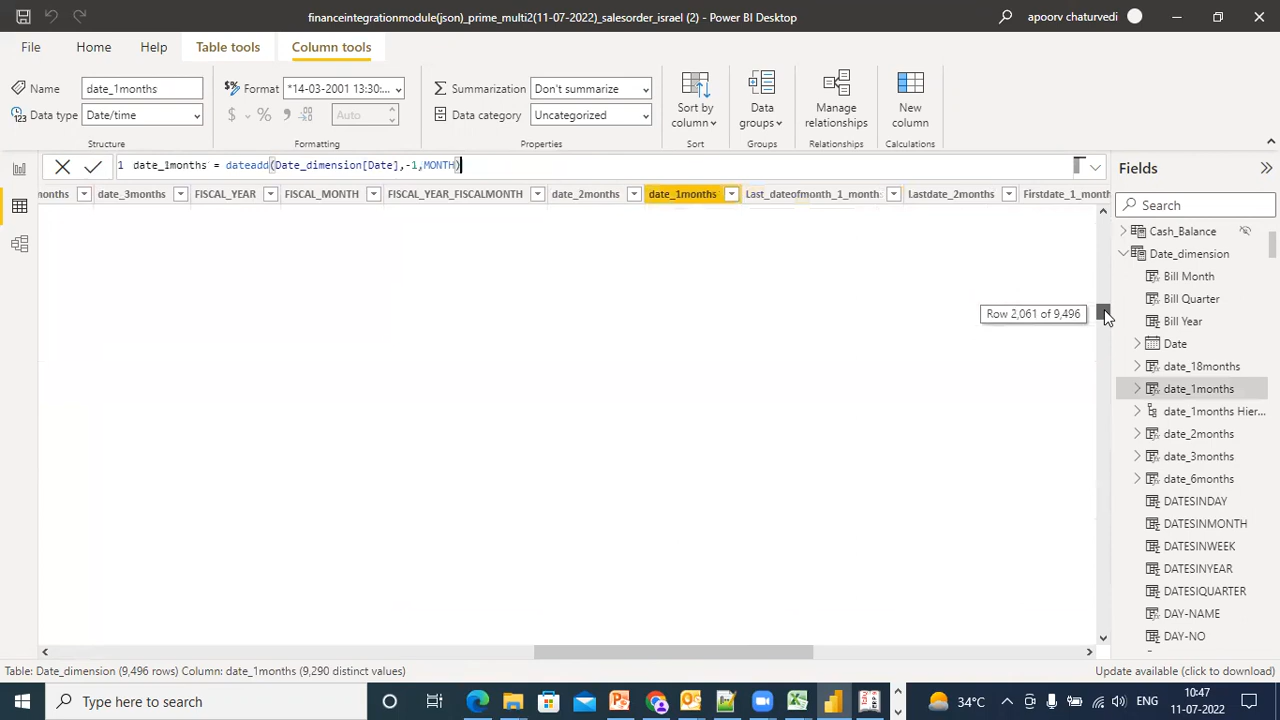 financeintegrationmodule(json)_prime_multi2(11-07-2022)_salesorder_israel (2) - Power BI Desktop
apoorv chaturvedi
File Home Help Table tools Column tools
Name date_1months
Format *14-03-2001 13:30:...
Summarization Don't summarize
Data type Date/time
$ % Auto
Data category Uncategorized
Sort by column
Data groups
Manage relationships
New column
Structure Formatting Properties Sort Groups Relationships Calculations
1 date_1months = dateadd(Date_dimension[Date],-1,MONTH)
months date_3months FISCAL_YEAR FISCAL_MONTH FISCAL_YEAR_FISCALMONTH date_2months date_1months Last_dateofmonth_1_month Lastdate_2months Firstdate_1_month
Row 2,061 of 9,496
Fields
Search
Cash_Balance
Date_dimension
Bill Month
Bill Quarter
Bill Year
Date
date_18months
date_1months
date_1months Hier...
date_2months
date_3months
date_6months
DATESINDAY
DATESINMONTH
DATESINWEEK
DATESINYEAR
DATESIQUARTER
DAY-NAME
DAY-NO
Table: Date_dimension (9,496 rows) Column: date_1months (9,290 distinct values)
Update available (click to download)
Type here to search
34°C
ENG
10:47
11-07-2022